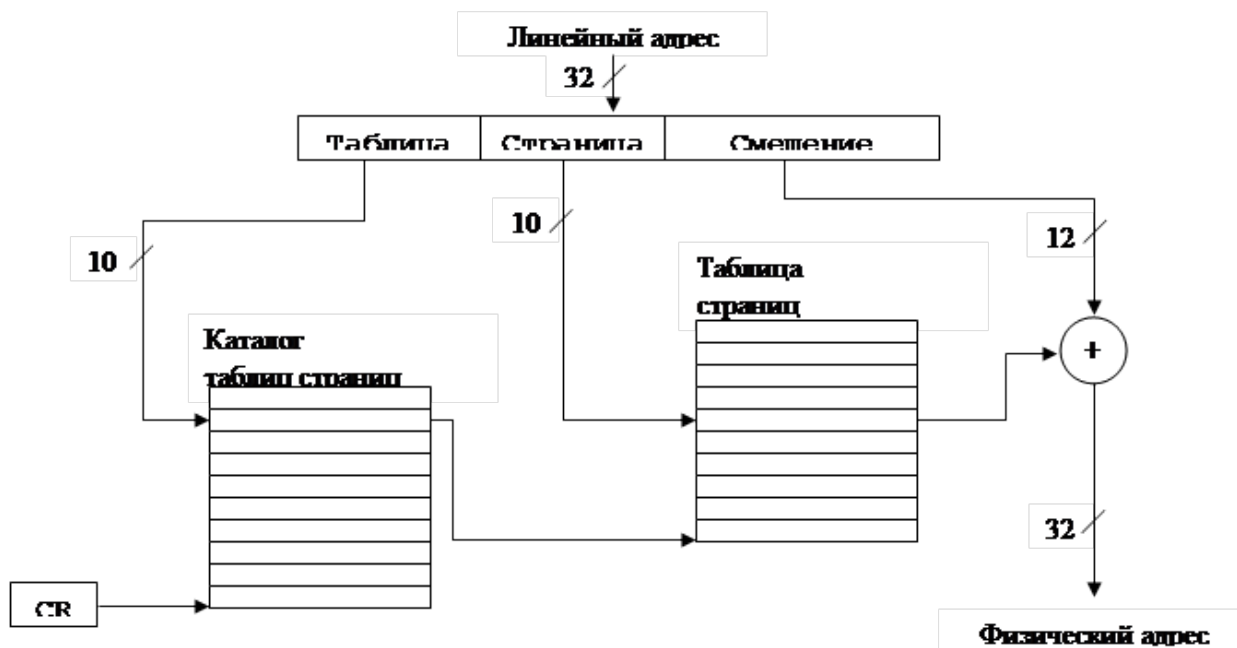 Линейный адрес
32
Таблица
Страница
Смещение
10
10
12
Таблица
страниц
Каталог
таблиц страниц
+
32
CR
Физический адрес